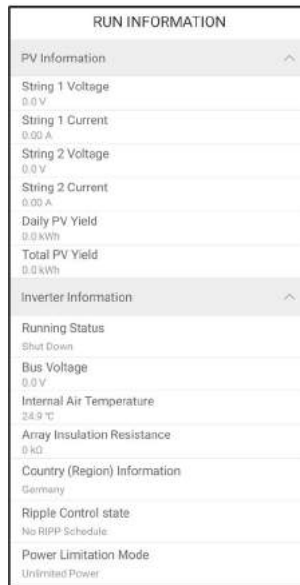 RUN INFORMATION
PV Information
String 1 Voltage
0.0 V
String 1 Current
0.00 A
String 2 Voltage
0.0 V
String 2 Current
0.00 A
Daily PV Yield
0.0 kWh
Total PV Yield
0.0 kWh
Inverter Information
Running Status
Shut Down
Bus Voltage
0.0 V
Internal Air Temperature
24.9 ℃
Array Insulation Resistance
0 kΩ
Country (Region) Information
Germany
Ripple Control state
No RIPP Schedule
Power Limitation Mode
Unlimited Power